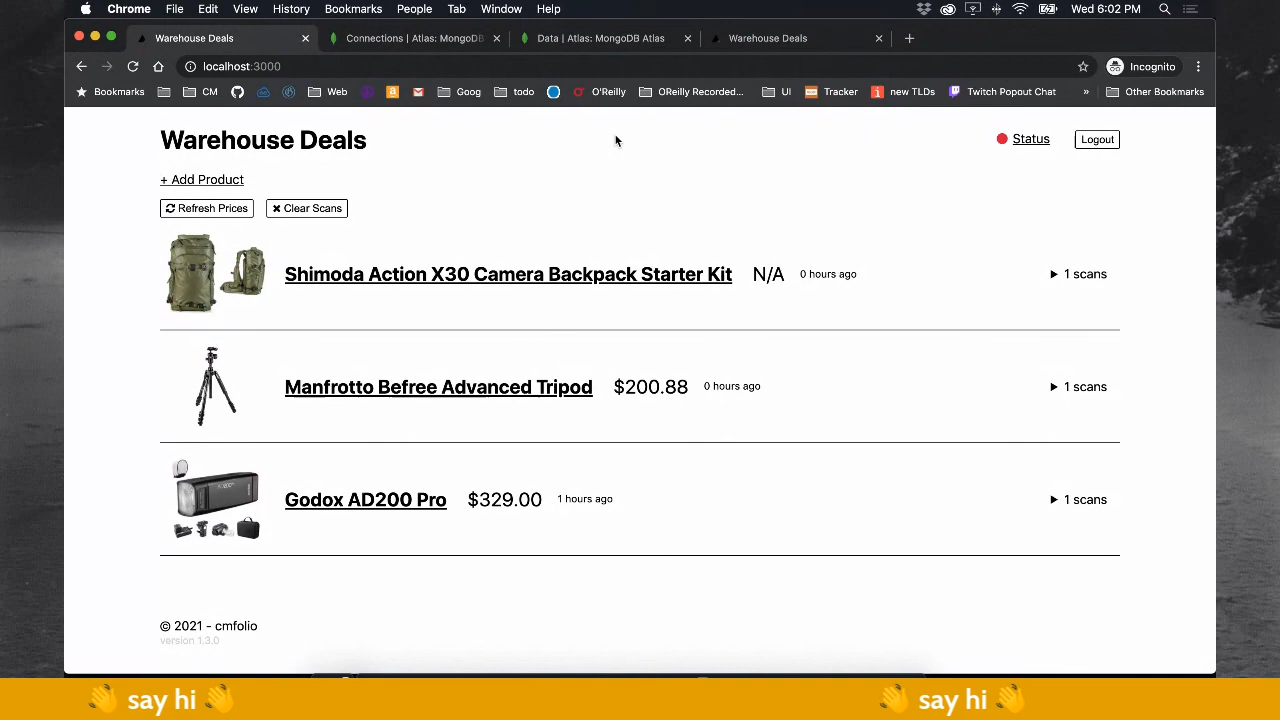 Chrome File Edit View History Bookmarks People Tab Window Help Wed 6:02 PM
Warehouse Deals Connections | Atlas: MongoDB Data | Atlas: MongoDB Atlas Warehouse Deals
localhost:3000 Incognito
Bookmarks CM Web Goog todo O'Reilly OReilly Recorded... UI Tracker new TLDs Twitch Popout Chat » Other Bookmarks
Warehouse Deals Status Logout
+ Add Product
Refresh Prices Clear Scans
Shimoda Action X30 Camera Backpack Starter Kit N/A 0 hours ago 1 scans
Manfrotto Befree Advanced Tripod $200.88 0 hours ago 1 scans
Godox AD200 Pro $329.00 1 hours ago 1 scans
© 2021 - cmfolio
version 1.3.0
👋 say hi 👋 👋 say hi 👋